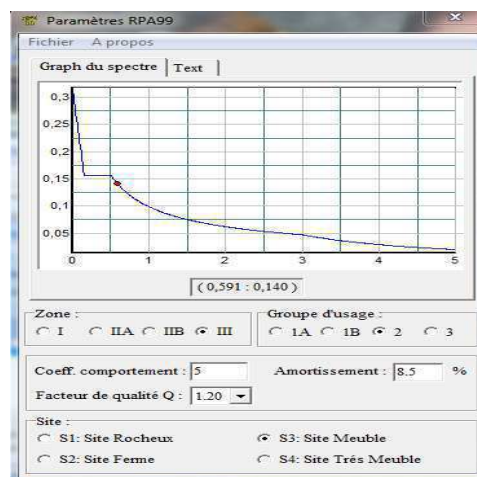 Paramètres RPA99
Fichier A propos
Graph du spectre Text
0,3
0,25
0,2
0,15
0,1
0,05
0 1 2 3 4 5
( 0,591 : 0,140 )
Zone :
I IIA IIB III
Groupe d'usage :
1A 1B 2 3
Coeff. comportement : 5 Amortissement : 8.5 %
Facteur de qualité Q : 1.20
Site :
S1: Site Rocheux S3: Site Meuble
S2: Site Ferme S4: Site Trés Meuble